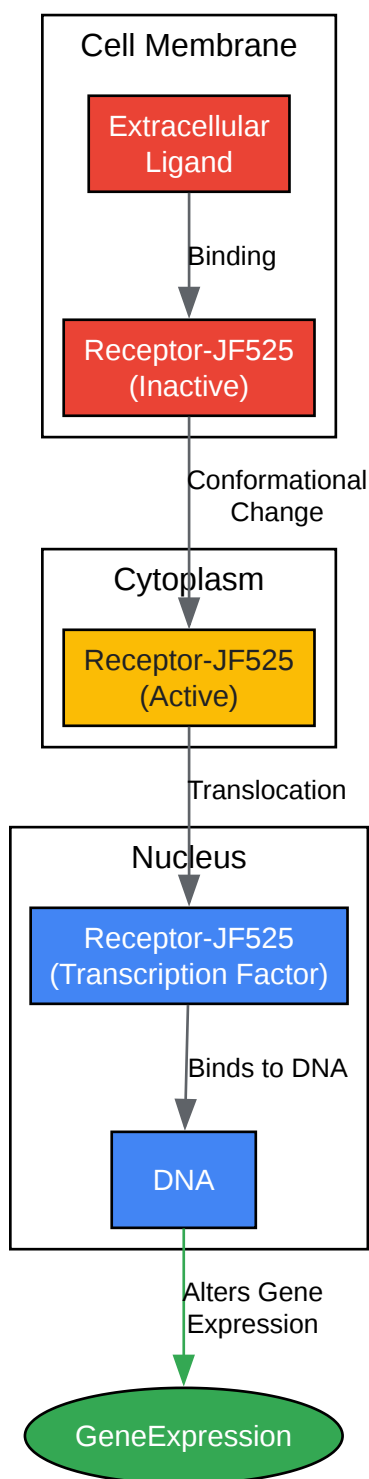 Cell Membrane
Extracellular
Ligand
Binding
Receptor-JF525
(Inactive)
Conformational
Change
Cytoplasm
Receptor-JF525
(Active)
Translocation
Nucleus
Receptor-JF525
(Transcription Factor)
Binds to DNA
DNA
Alters Gene
Expression
GeneExpression